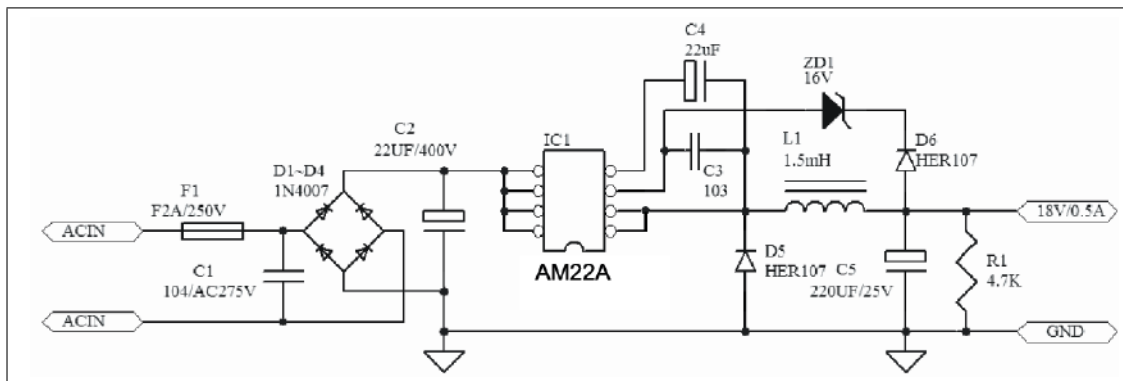 C4
22uF
ZD1
16V
IC1
L1
1.5mH
D6
HER107
C2
22UF/400V
C3
103
D1~D4
1N4007
F1
F2A/250V
ACIN
18V/0.5A
AM22A
D5
HER107
C5
220UF/25V
R1
4.7K
C1
104/AC275V
ACIN
GND